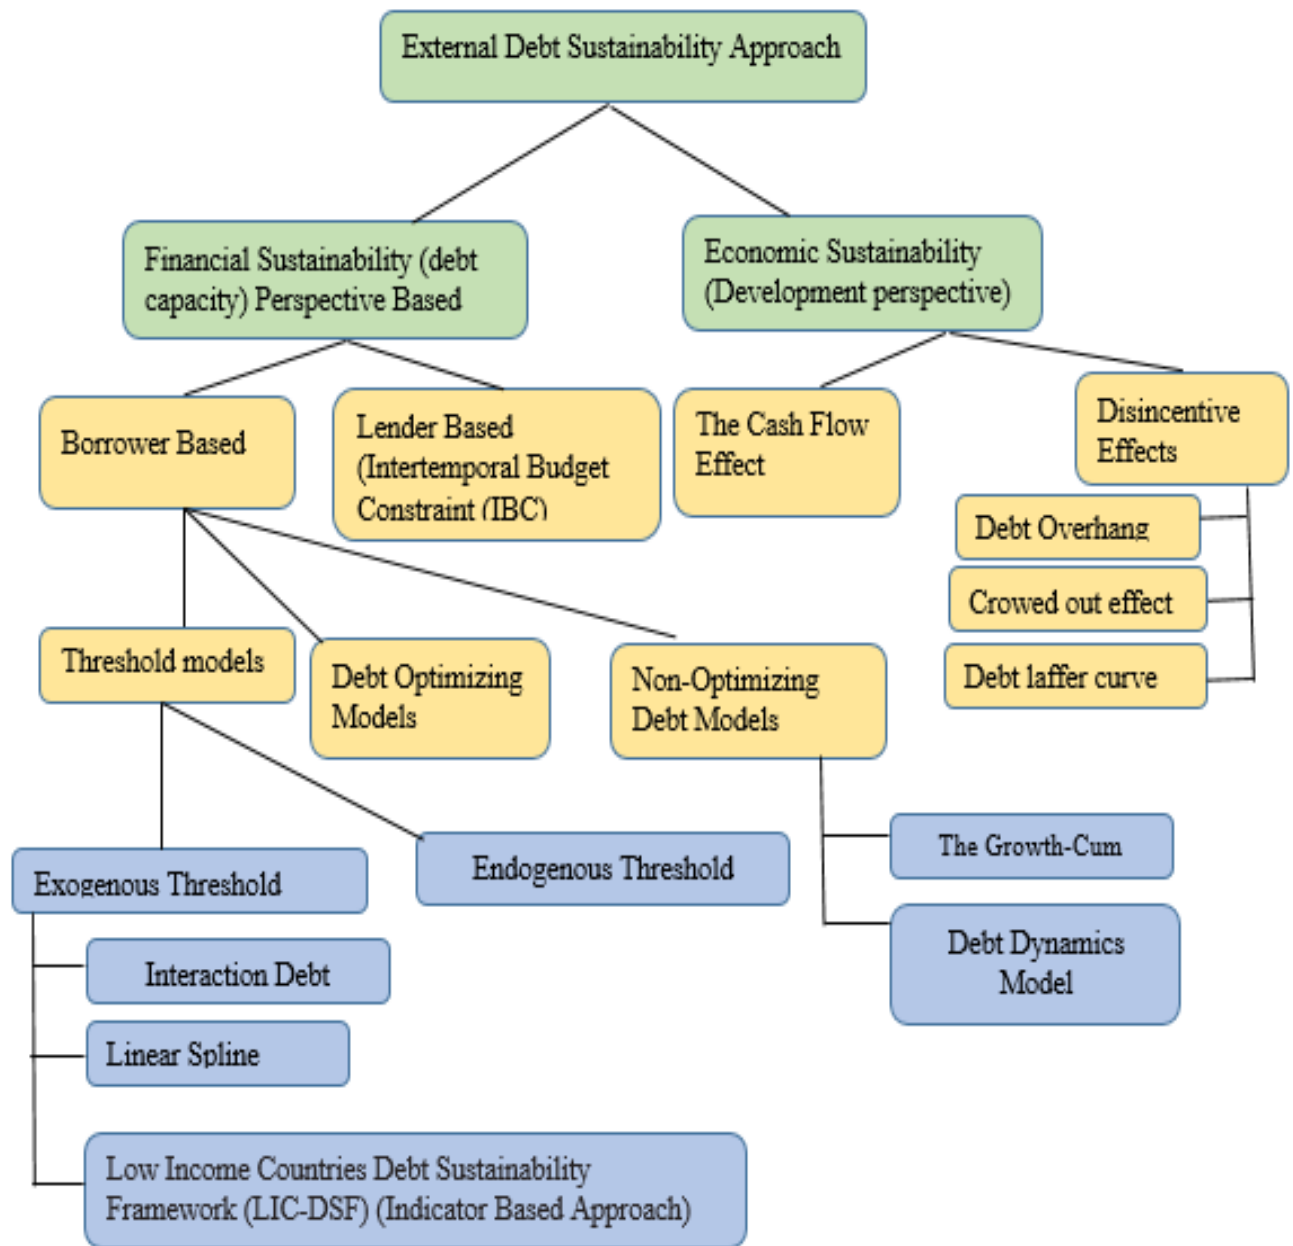 External Debt Sustainability Approach
Financial Sustainability (debt
capacity) Perspective Based
Economic Sustainability
(Development perspective)
Borrower Based
Lender Based
(Intertemporal Budget
Constraint (IBC)
The Cash Flow
Effect
Disincentive
Effects
Debt Overhang
Crowed out effect
Debt laffer curve
Threshold models
Debt Optimizing
Models
Non-Optimizing
Debt Models
Exogenous Threshold
Endogenous Threshold
The Growth-Cum
Debt Dynamics
Model
Interaction Debt
Linear Spline
Low Income Countries Debt Sustainability
Framework (LIC-DSF) (Indicator Based Approach)